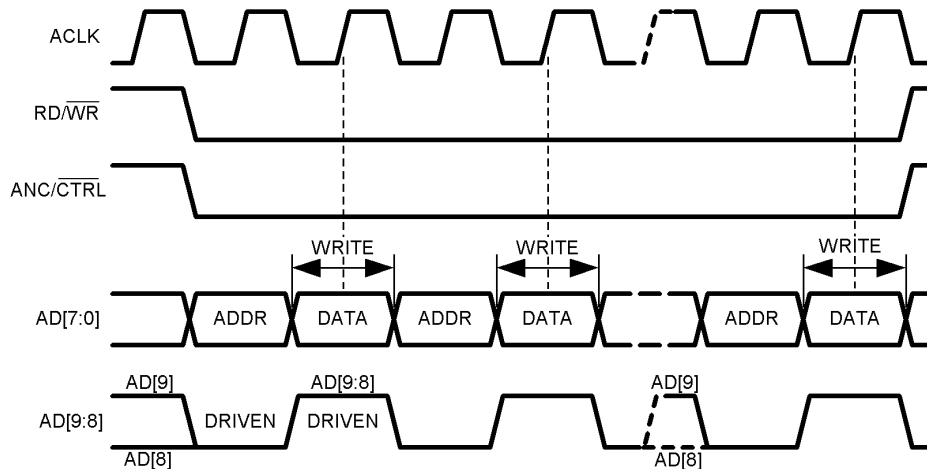 ACLK
RD/WR
ANC/CTRL
WRITE WRITE WRITE
AD[7:0] ADDR DATA ADDR DATA ADDR DATA
AD[9] AD[9:8] AD[9]
AD[9:8] DRIVEN DRIVEN
AD[8] AD[8]